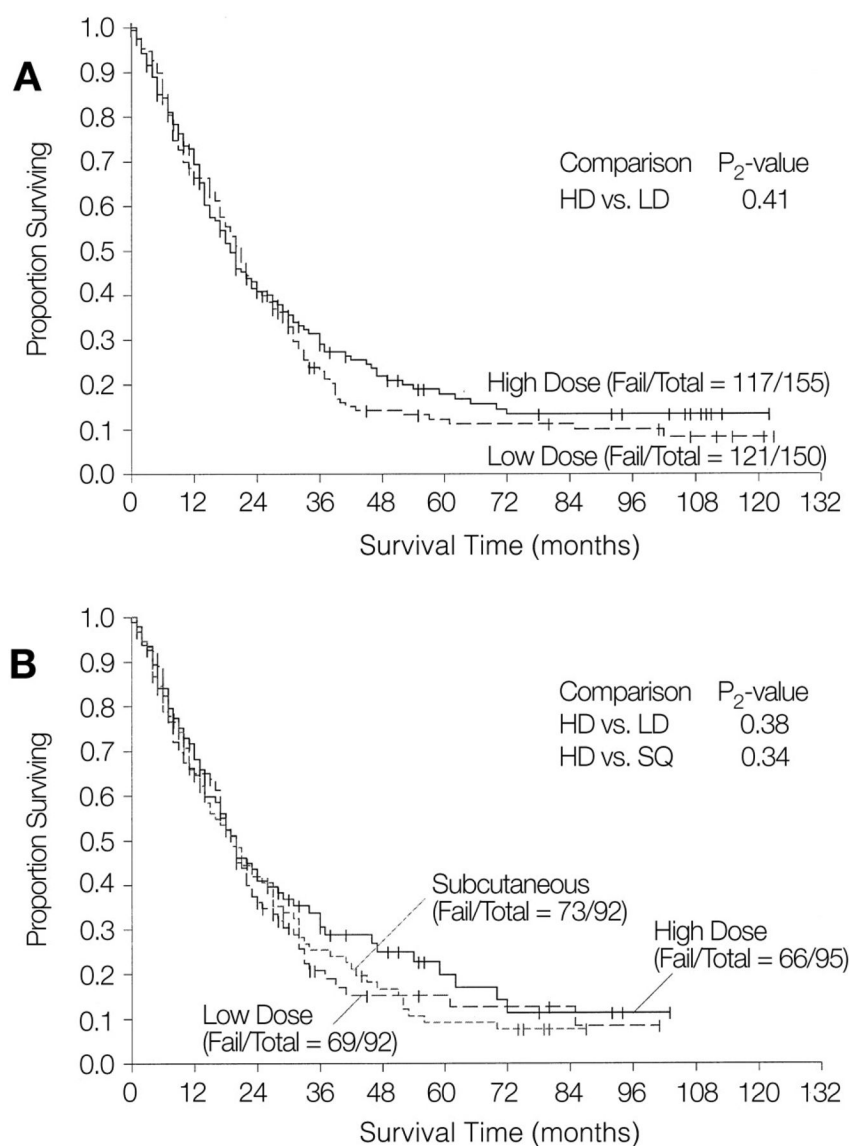 A
Proportion Surviving
1.0
0.9
0.8
0.7
0.6
0.5
0.4
0.3
0.2
0.1
0.0
Comparison P2-value
HD vs. LD 0.41
High Dose (Fail/Total = 117/155)
Low Dose (Fail/Total = 121/150)
0 12 24 36 48 60 72 84 96 108 120 132
Survival Time (months)
B
Proportion Surviving
1.0
0.9
0.8
0.7
0.6
0.5
0.4
0.3
0.2
0.1
0.0
Comparison P2-value
HD vs. LD 0.38
HD vs. SQ 0.34
Subcutaneous
(Fail/Total = 73/92)
High Dose
(Fail/Total = 66/95)
Low Dose
(Fail/Total = 69/92)
0 12 24 36 48 60 72 84 96 108 120 132
Survival Time (months)